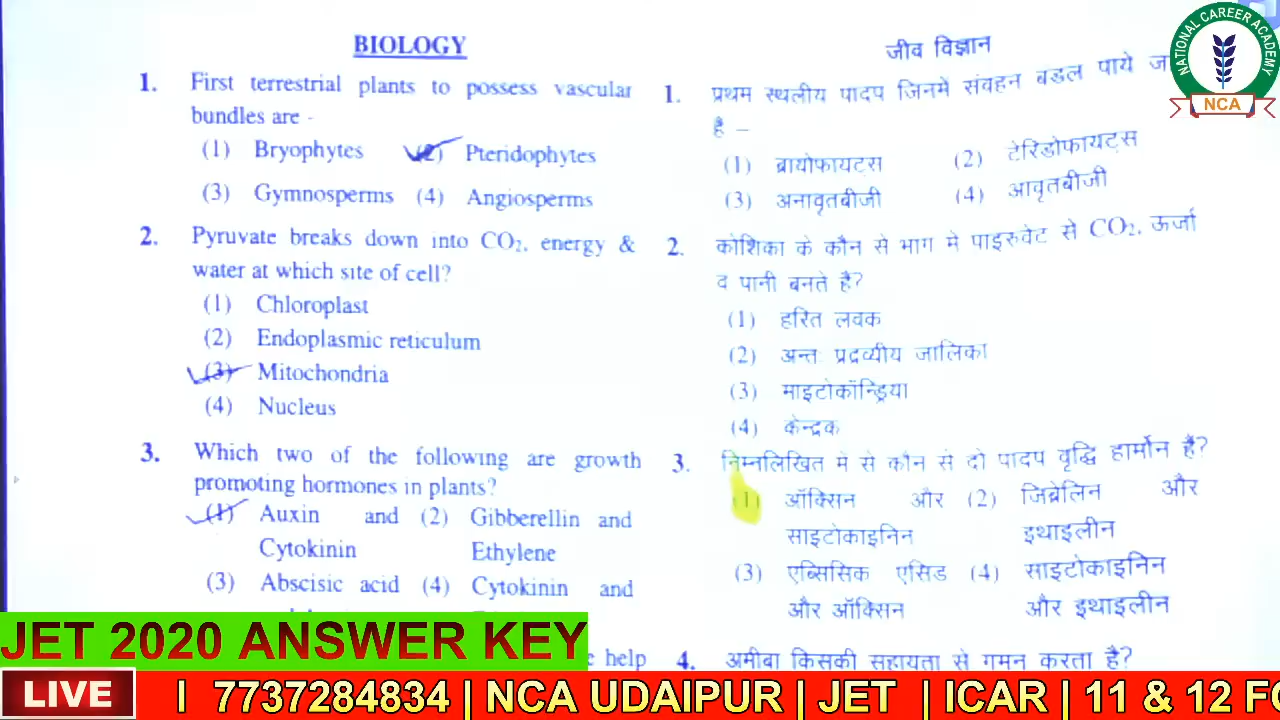 BIOLOGY
1. First terrestrial plants to possess vascular
bundles are -
(1) Bryophytes (2) Pteridophytes
(3) Gymnosperms (4) Angiosperms
2. Pyruvate breaks down into CO₂, energy &
water at which site of cell?
(1) Chloroplast
(2) Endoplasmic reticulum
(3) Mitochondria
(4) Nucleus
3. Which two of the following are growth
promoting hormones in plants?
(1) Auxin and (2) Gibberellin and
Cytokinin Ethylene
(3) Abscisic acid (4) Cytokinin and
help
जीव विज्ञान
1. प्रथम स्थलीय पादप जिनमें संवहन बडल पाये
है –
(1) ब्रायोफायट्स (2) टेरिडोफायट्स
(3) अनावृतबीजी (4) आवृतबीजी
2. कोशिका के कौन से भाग मे पाइरुवेट से CO₂, ऊर्जा
व पानी बनते है?
(1) हरित लवक
(2) अन्तः प्रदव्यीय जालिका
(3) माइटोकॉन्ड्रिया
(4) केन्द्रक
3. निम्नलिखित मे से कौन से दो पादप वृद्धि हार्मोन है?
(1) ऑक्सिन और (2) जिब्रेलिन और
साइटोकाइनिन इथाइलीन
(3) एब्सिसिक एसिड (4) साइटोकाइनिन
और ऑक्सिन और इथाइलीन
4. अमीबा किसकी सहायता से गमन करता है?
NATIONAL CAREER ACADEMY
NCA
JET 2020 ANSWER KEY
LIVE | 7737284834 | NCA UDAIPUR | JET | ICAR | 11 & 12 FO